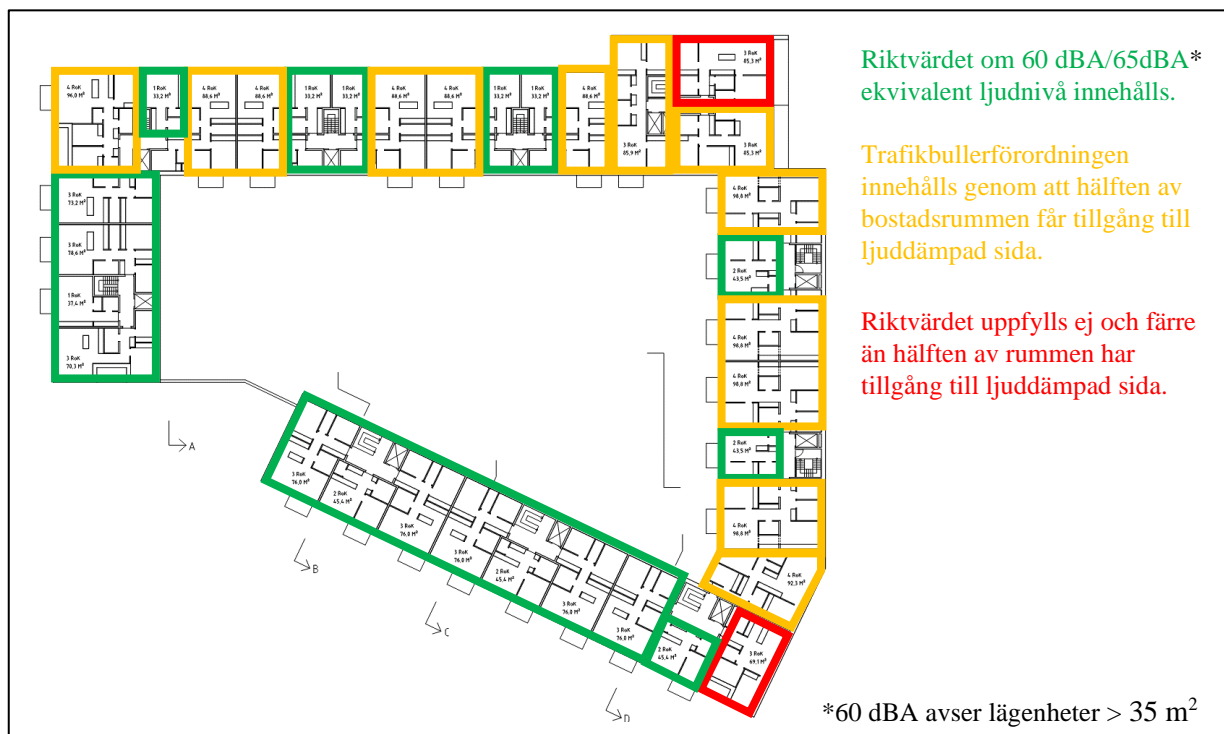 Riktvärdet om 60 dBA/65dBA*
ekvivalent ljudnivå innehålls.
Trafikbullerförordningen
innehålls genom att hälften av
bostadsrummen får tillgång till
ljuddämpad sida.
Riktvärdet uppfylls ej och färre
än hälften av rummen har
tillgång till ljuddämpad sida.
*60 dBA avser lägenheter > 35 m²
4 RoK
96,0 M²
1 RoK
33,2 M²
4 RoK
88,6 M²
4 RoK
88,6 M²
1 RoK
33,2 M²
1 RoK
33,2 M²
4 RoK
88,6 M²
4 RoK
88,6 M²
1 RoK
33,2 M²
1 RoK
33,2 M²
4 RoK
88,6 M²
3 RoK
85,9 M²
3 RoK
85,3 M²
3 RoK
85,3 M²
3 RoK
73,2 M²
3 RoK
78,6 M²
1 RoK
37,4 M²
3 RoK
70,3 M²
4 RoK
98,8 M²
2 RoK
43,5 M²
4 RoK
98,8 M²
4 RoK
98,8 M²
2 RoK
43,5 M²
4 RoK
98,8 M²
4 RoK
92,3 M²
3 RoK
69,1 M²
3 RoK
76,0 M²
2 RoK
45,4 M²
3 RoK
76,0 M²
3 RoK
76,0 M²
2 RoK
45,4 M²
3 RoK
76,0 M²
3 RoK
76,0 M²
2 RoK
45,4 M²
A
B
C
D